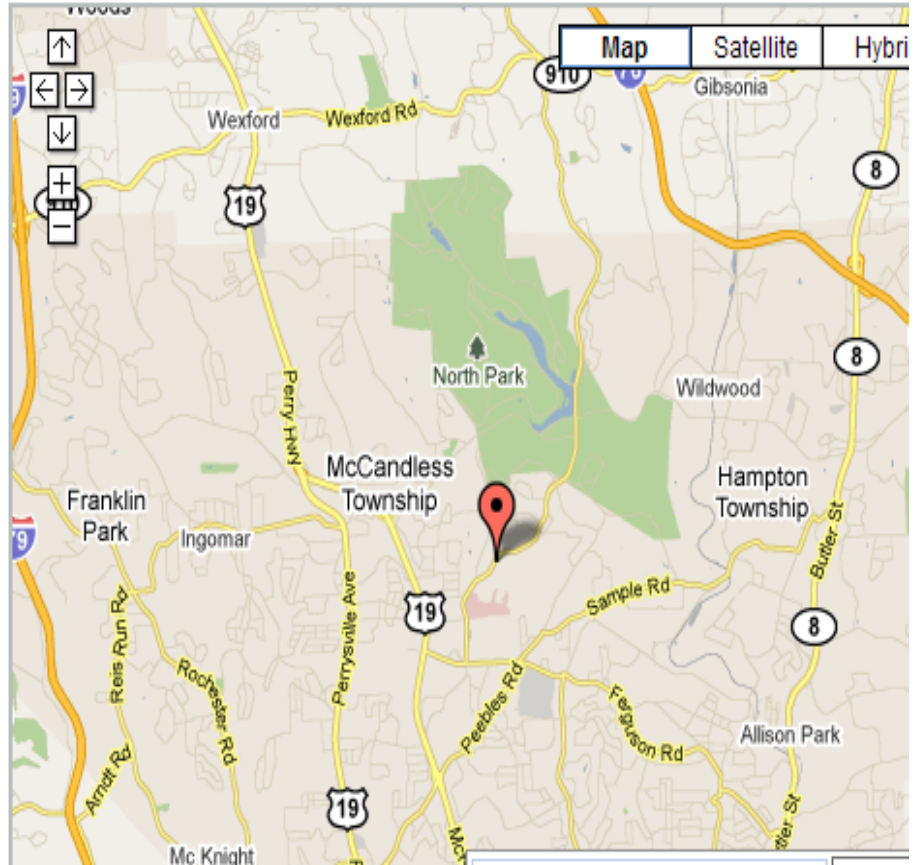 Woods
Map
Satellite
Hybri
910
Gibsonia
Wexford
Wexford Rd
8
19
8
North Park
Wildwood
Perry Hwy
McCandless
Township
Franklin
Park
Hampton
Township
79
Ingomar
Butler St
Sample Rd
19
8
Reis Run Rd
Perrysville Ave
Rochester Rd
Peebles Rd
Ferguson Rd
Allison Park
Arndt Rd
19
tler St
Mc Knight